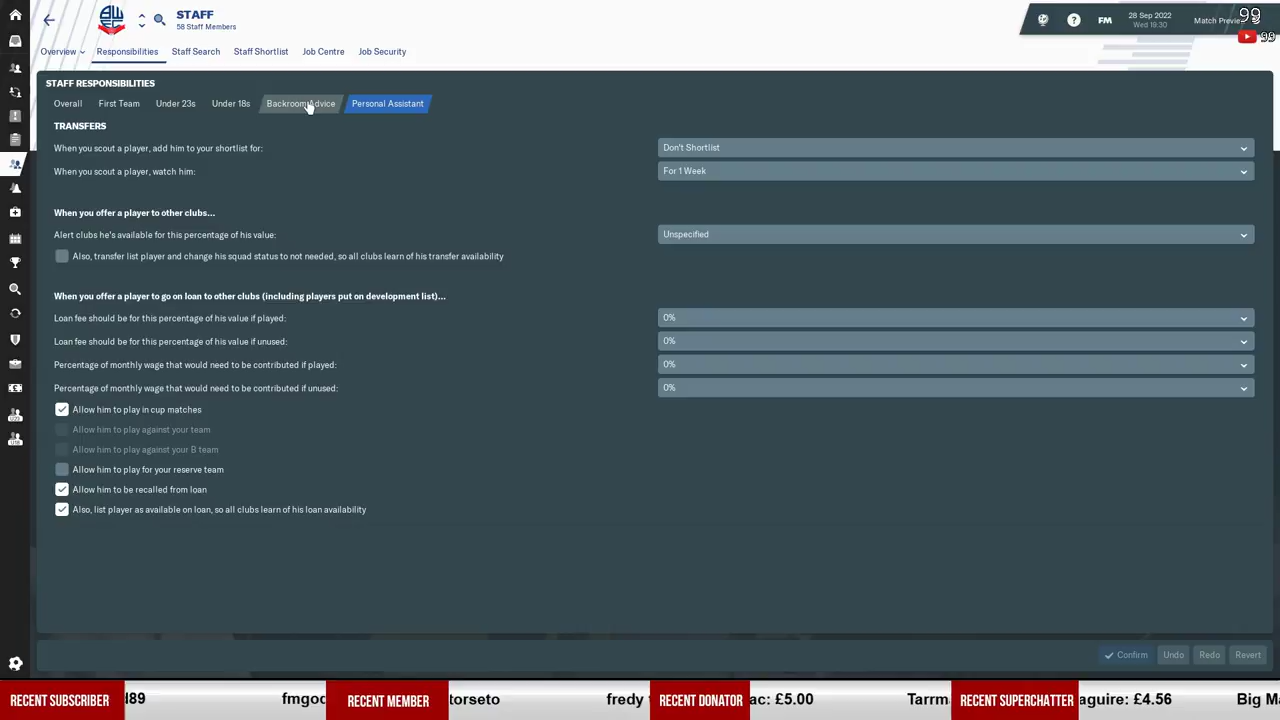 STAFF
58 Staff Members
FM
28 Sep 2022
Wed 19:30
Match Previe
99
99
Overview
Responsibilities
Staff Search
Staff Shortlist
Job Centre
Job Security
STAFF RESPONSIBILITIES
Overall
First Team
Under 23s
Under 18s
Backroom Advice
Personal Assistant
TRANSFERS
When you scout a player, add him to your shortlist for:
Don't Shortlist
When you scout a player, watch him:
For 1 Week
When you offer a player to other clubs...
Alert clubs he's available for this percentage of his value:
Unspecified
Also, transfer list player and change his squad status to not needed, so all clubs learn of his transfer availability
When you offer a player to go on loan to other clubs (including players put on development list)...
Loan fee should be for this percentage of his value if played:
0%
Loan fee should be for this percentage of his value if unused:
0%
Percentage of monthly wage that would need to be contributed if played:
0%
Percentage of monthly wage that would need to be contributed if unused:
0%
Allow him to play in cup matches
Allow him to play against your team
Allow him to play against your B team
Allow him to play for your reserve team
Allow him to be recalled from loan
Also, list player as available on loan, so all clubs learn of his loan availability
Confirm
Undo
Redo
Revert
RECENT SUBSCRIBER
89
fmgoo
RECENT MEMBER
torseto
fredy
RECENT DONATOR
ac: £5.00
Tarrm
RECENT SUPERCHATTER
aguire: £4.56
Big M